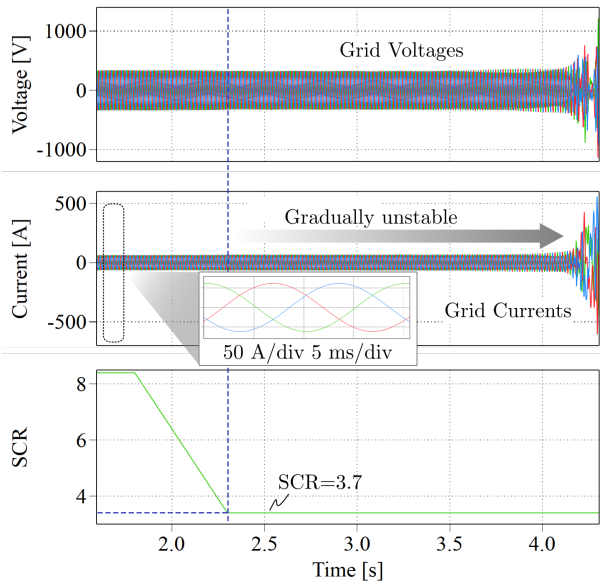 1000
Voltage [V]
0
-1000
Grid Voltages
500
Current [A]
0
-500
Gradually unstable
Grid Currents
50 A/div 5 ms/div
8
SCR
6
4
SCR=3.7
2.0 2.5 3.0 3.5 4.0
Time [s]